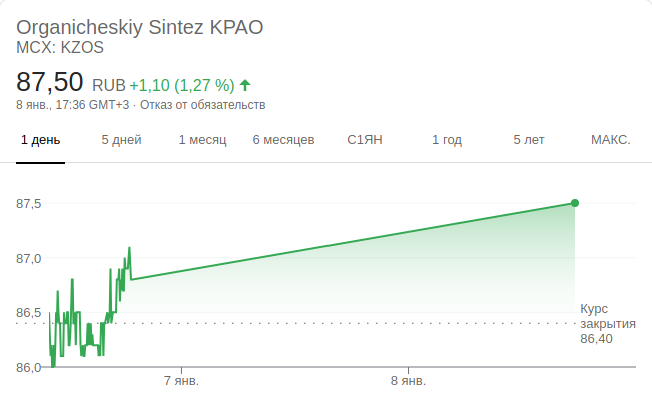 Organicheskiy Sintez KPAO
MCX: KZOS
87,50 RUB +1,10 (1,27 %)
8 янв., 17:36 GMT+3 · Отказ от обязательств
1 день 5 дней 1 месяц 6 месяцев С1ЯН 1 год 5 лет МАКС.
87,5
87,0
86,5
86,0
Курс
закрытия
86,40
7 янв. 8 янв.